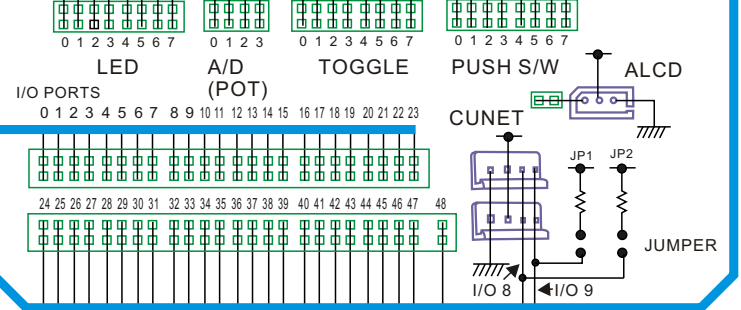 0 1 2 3 4 5 6 7
0 1 2 3
0 1 2 3 4 5 6 7
0 1 2 3 4 5 6 7
LED
A/D
(POT)
TOGGLE
PUSH S/W
ALCD
I/O PORTS
0 1 2 3 4 5 6 7 8 9 10 11 12 13 14 15 16 17 18 19 20 21 22 23
CUNET
JP1
JP2
24 25 26 27 28 29 30 31 32 33 34 35 36 37 38 39 40 41 42 43 44 45 46 47 48
JUMPER
I/O 8
I/O 9